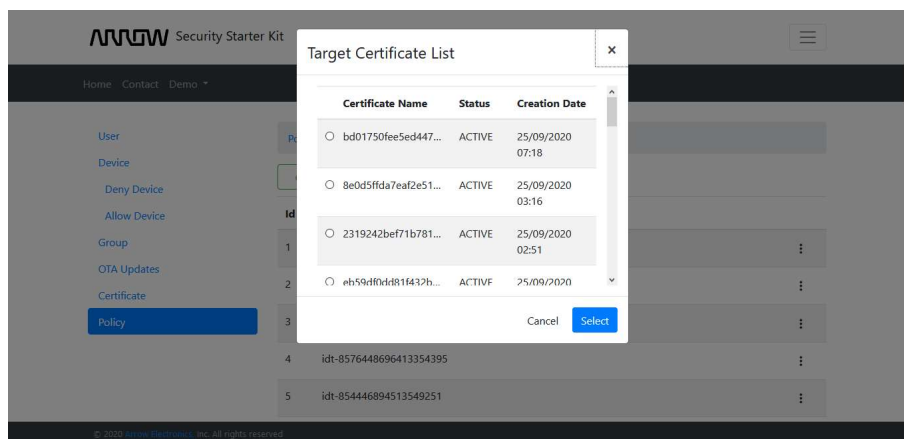 ARROW Security Starter Kit
Home Contact Demo
User
Device
Deny Device
Allow Device
Group
OTA Updates
Certificate
Policy
Id
1
2
3
4 idt-8576448696413354395
5 idt-854446894513549251
Target Certificate List ×
Certificate Name Status Creation Date
bd01750fee5ed447... ACTIVE 25/09/2020
07:18
8e0d5ffda7eaf2e51... ACTIVE 25/09/2020
03:16
2319242bef71b781... ACTIVE 25/09/2020
02:51
eb59df0dd81f432b... ACTIVE 25/09/2020
Cancel Select
© 2020 Arrow Electronics, Inc. All rights reserved